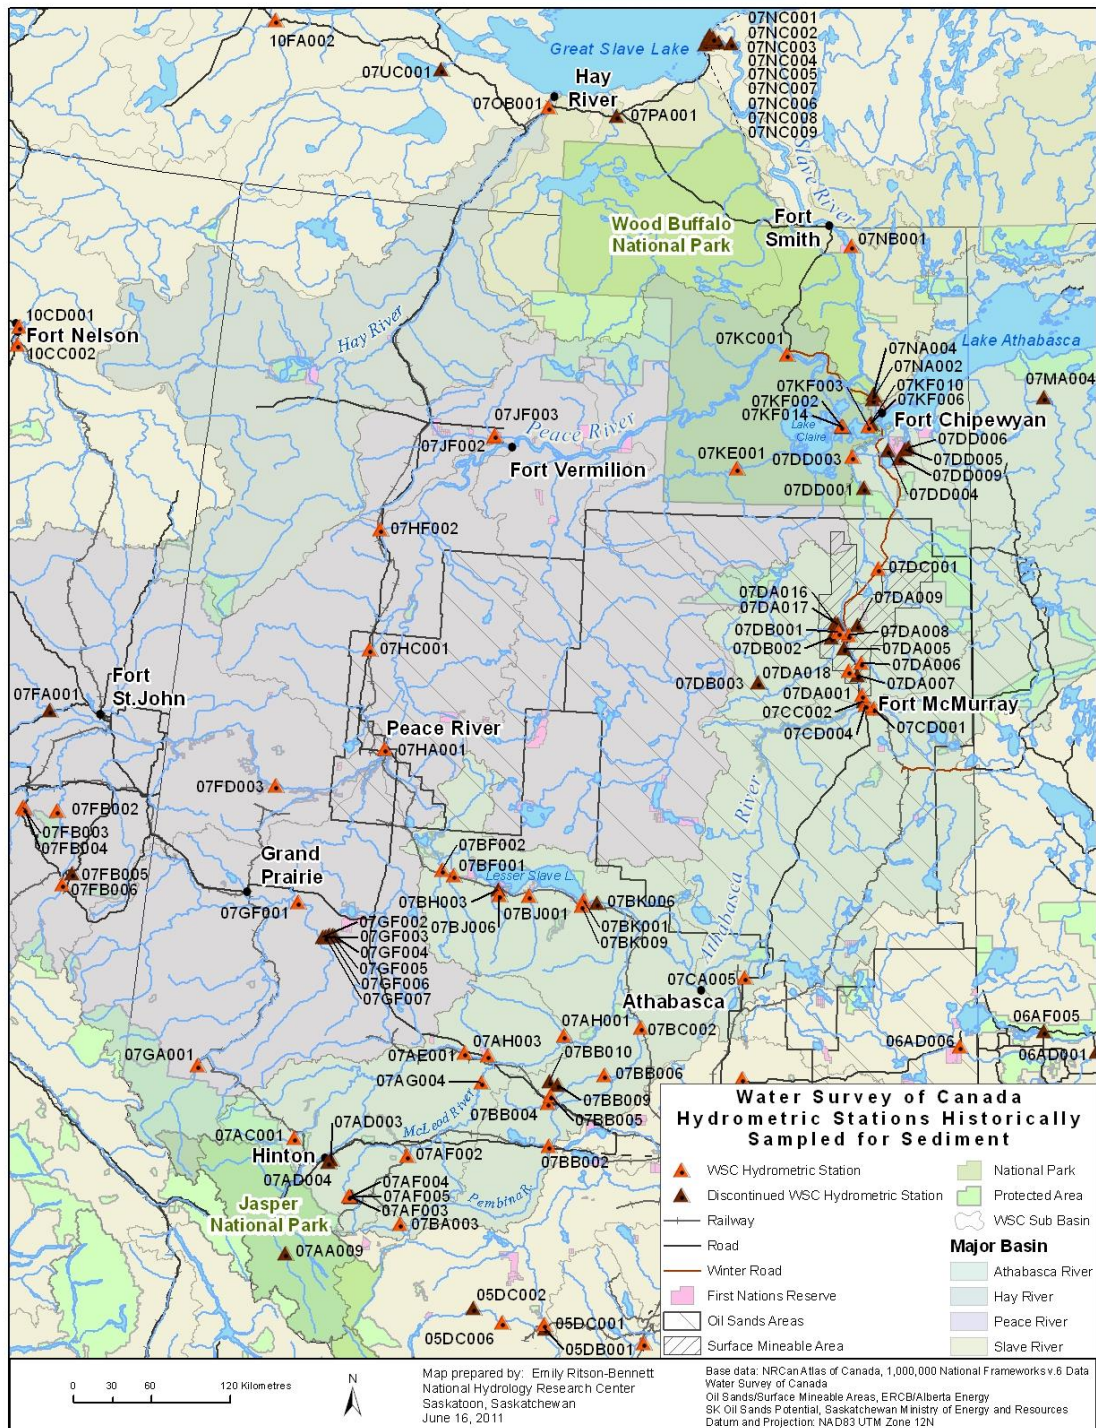 10FA002
07UC001
Great Slave Lake
07NC001
07NC002
07NC003
07NC004
07NC005
07NC007
07NC006
07NC008
07NC009
Hay
River
07OB001
07PA001
Slave River
Wood Buffalo
National Park
Fort
Smith
07NB001
10CD001
Fort Nelson
10CC002
Hay River
07KC001
Lake Athabasca
07NA004
07NA002
07KF003
07KF010
07KF002
07KF006
07KF014
07MA004
Fort Chipewyan
Lake
Claire
07JF003
07JF002
Peace River
Fort Vermilion
07KE001
07DD003
07DD006
07DD005
07DD009
07DD001
07DD004
07HF002
07DC001
07DA016
07DA009
07DA017
07DB001
07DA008
07DB002
07DA005
07HC001
07DA018
07DA006
07DB003
07DA007
07DA001
Fort McMurray
07CC002
07CD001
07CD004
07FA001
Fort
St.John
Peace River
07HA001
07FD003
07FB002
07FB003
07FB004
07FB005
07FB006
Grand
Prairie
07GF001
07GF002
07GF003
07GF004
07GF005
07GF006
07GF007
07BF002
07BF001
Lesser Slave L.
07BH003
07BJ001
07BJ006
07BK006
07BK001
07BK009
Athabasca River
07CA005
Athabasca
07AH001
07BC002
06AF005
06AD006
06AD001
07GA001
07AE001
07AH003
07BB010
07AG004
07BB006
07BB009
07BB004
07BB005
07BB002
McLeod River
07AD003
07AC001
Hinton
07AF002
07AD004
07AF004
07AF005
07AF003
Pembina R.
Jasper
National Park
07BA003
07AA009
05DC002
05DC001
05DC006
05DB001
Water Survey of Canada
Hydrometric Stations Historically
Sampled for Sediment
WSC Hydrometric Station
Discontinued WSC Hydrometric Station
Railway
Road
Winter Road
First Nations Reserve
Oil Sands Areas
Surface Mineable Area
National Park
Protected Area
WSC Sub Basin
Major Basin
Athabasca River
Hay River
Peace River
Slave River
0 30 60 120 Kilometres
N
Map prepared by: Emily Ritson-Bennett
National Hydrology Research Center
Saskatoon, Saskatchewan
June 16, 2011
Base data: NRCan Atlas of Canada, 1,000,000 National Frameworks v.6 Data
Water Survey of Canada
Oil Sands/Surface Mineable Areas, ERCB/Alberta Energy
SK Oil Sands Potential, Saskatchewan Ministry of Energy and Resources
Datum and Projection: NAD83 UTM Zone 12N